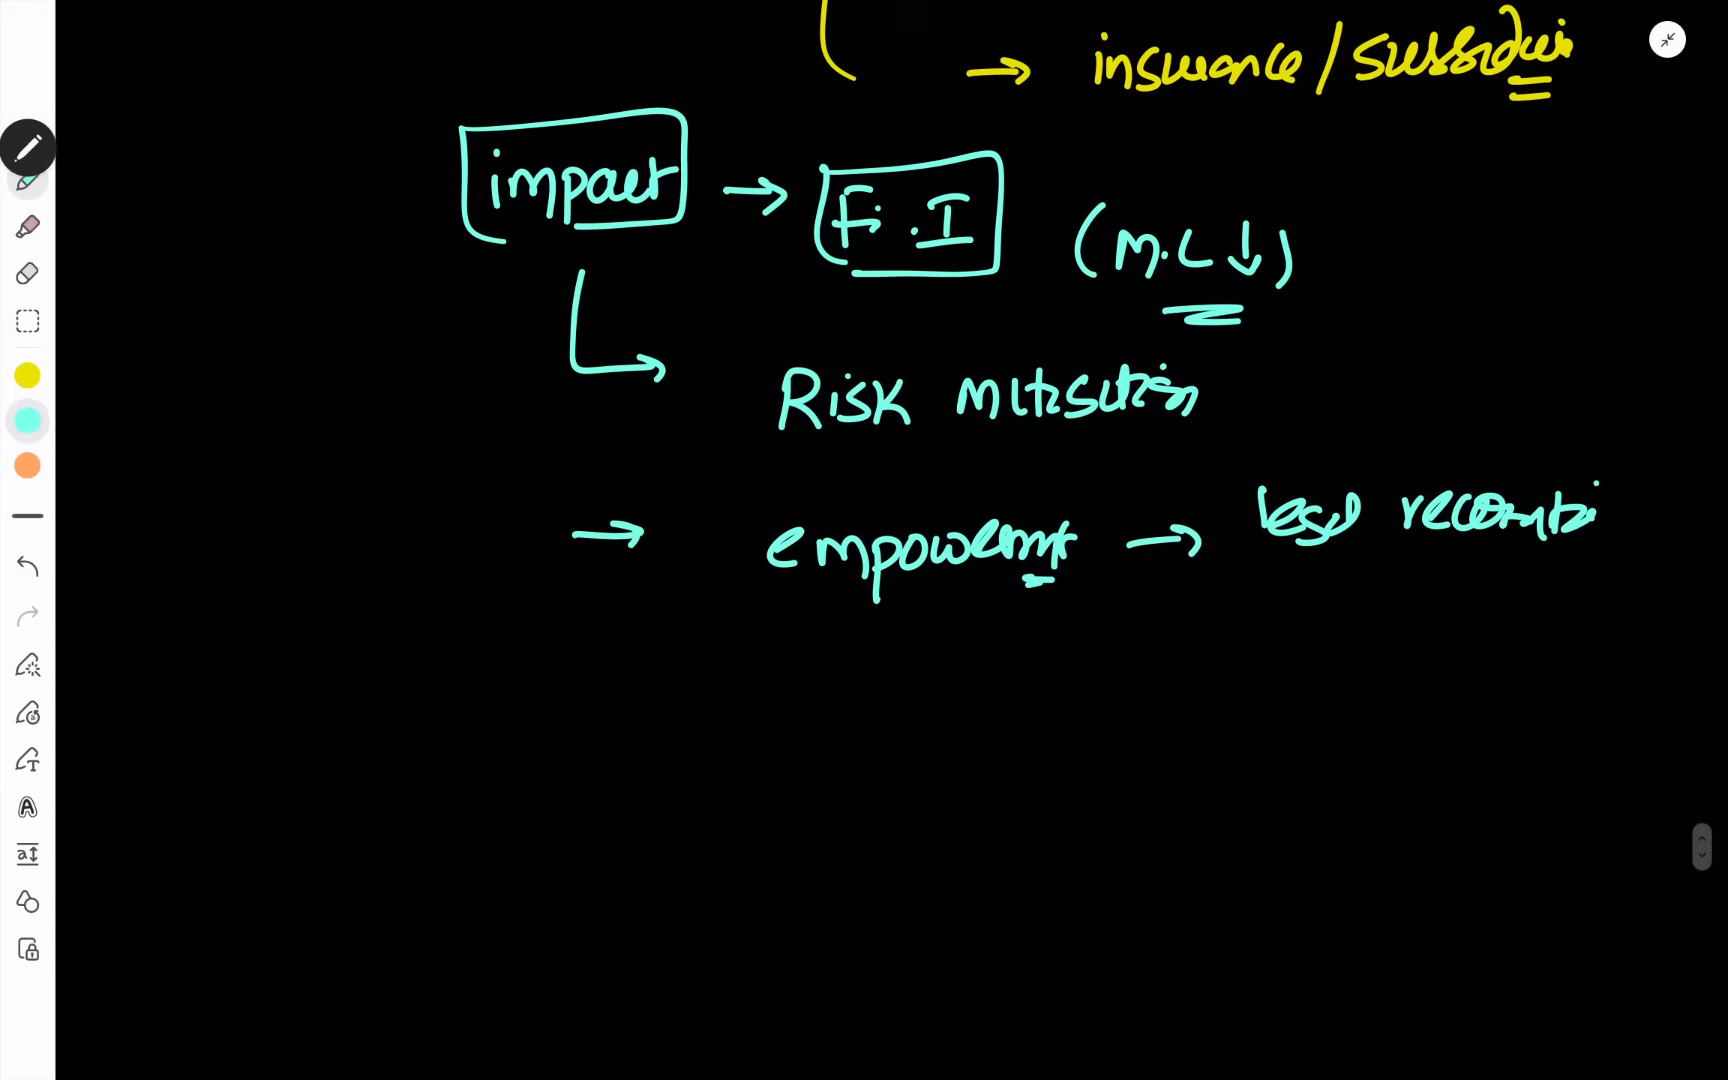 → insurance / subsidies
impact → F.I (M.L ↓)
Risk mitigation
→ empowerment → legal recognition